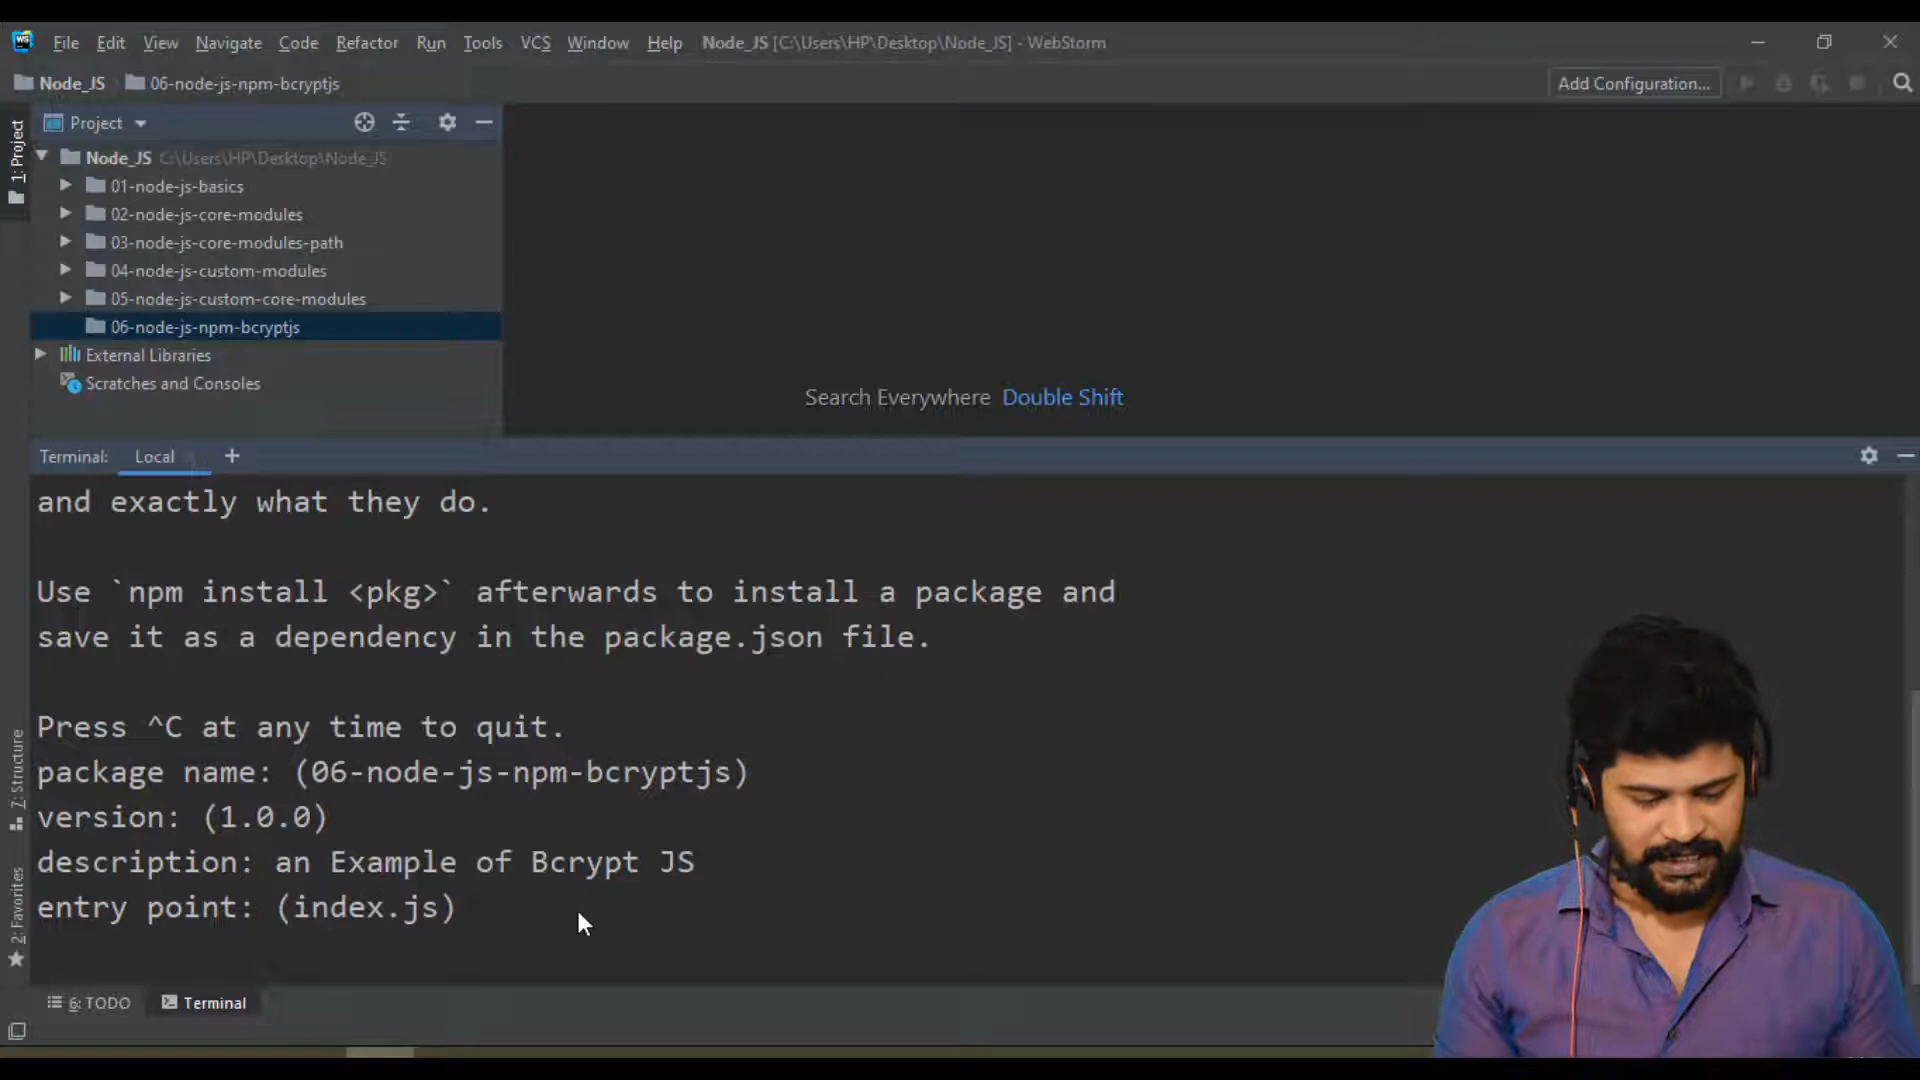 WS File Edit View Navigate Code Refactor Run Tools VCS Window Help Node_JS [C:\Users\HP\Desktop\Node_JS] - WebStorm
Node_JS 06-node-js-npm-bcryptjs Add Configuration...
Project
1: Project
Node_JS C:\Users\HP\Desktop\Node_JS
01-node-js-basics
02-node-js-core-modules
03-node-js-core-modules-path
04-node-js-custom-modules
05-node-js-custom-core-modules
06-node-js-npm-bcryptjs
External Libraries
Scratches and Consoles
Search Everywhere Double Shift
Terminal: Local +
and exactly what they do.
Use `npm install <pkg>` afterwards to install a package and
save it as a dependency in the package.json file.
Press ^C at any time to quit.
package name: (06-node-js-npm-bcryptjs)
version: (1.0.0)
description: an Example of Bcrypt JS
entry point: (index.js)
7: Structure
2: Favorites
6: TODO Terminal